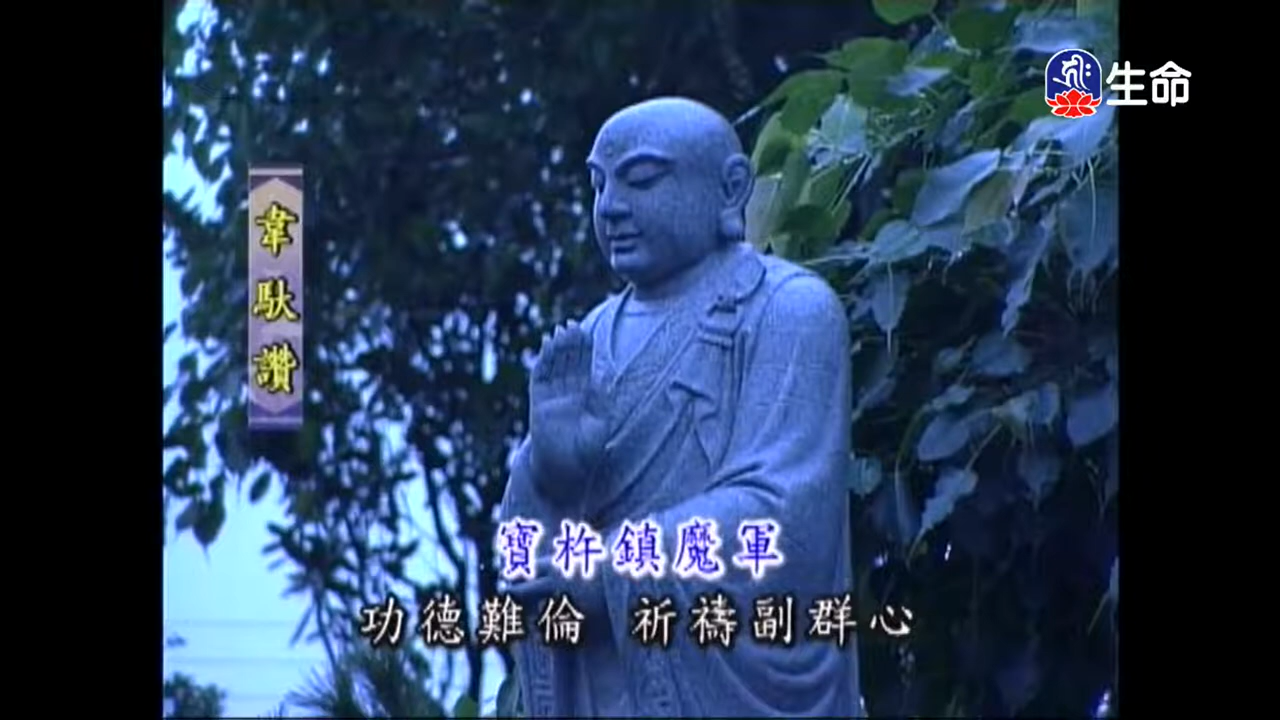 生命
韋馱讚
寶杵鎮魔軍
功德難倫 祈禱副群心